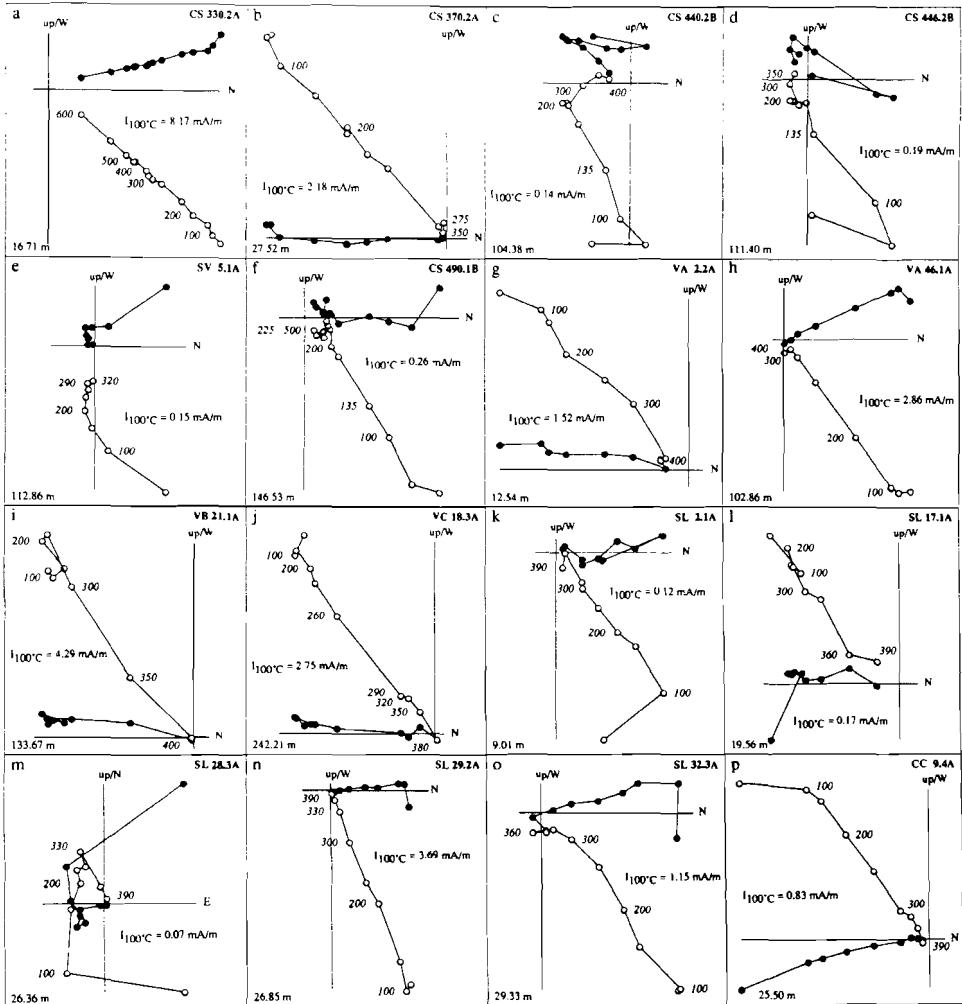 a up/W CS 330.2A
N
600
I100°C = 8.17 mA/m
500
400
300
200
100
16.71 m
b CS 370.2A
up/W
100
200
I100°C = 2.18 mA/m
275
350
N
27.52 m
c CS 440.2B
up/W
N
300 400
200
135
I100°C = 0.14 mA/m
100
104.38 m
d CS 446.2B
up/W
350 N
300
200
135
I100°C = 0.19 mA/m
100
111.40 m
e SV 5.1A
up/W
N
290 320
200
I100°C = 0.15 mA/m
100
112.86 m
f CS 490.1B
up/W
N
225 500
200
I100°C = 0.26 mA/m
135
100
146.53 m
g VA 2.2A
up/W
100
200
300
I100°C = 1.52 mA/m
400
N
12.54 m
h VA 46.1A
up/W
400 N
300
I100°C = 2.86 mA/m
200
100
102.86 m
i VB 21.1A
up/W
200
100
300
I100°C = 4.29 mA/m
350
400 N
133.67 m
j VC 18.3A
up/W
100
200
260
I100°C = 2.75 mA/m
290
320
350
N
380
242.21 m
k SL 2.1A
up/W
N
390
300
I100°C = 0.12 mA/m
200
100
9.01 m
l SL 17.1A
up/W
200
100
300
360 390
N
I100°C = 0.17 mA/m
19.56 m
m SL 28.3A
up/N
330
200
390
E
I100°C = 0.07 mA/m
100
26.36 m
n SL 29.2A
up/W
390 N
330
300
I100°C = 3.69 mA/m
200
100
26.85 m
o SL 32.3A
up/W
N
360 300
I100°C = 1.15 mA/m
200
100
29.33 m
p CC 9.4A
up/W
100
200
I100°C = 0.83 mA/m
300
N
390
25.50 m